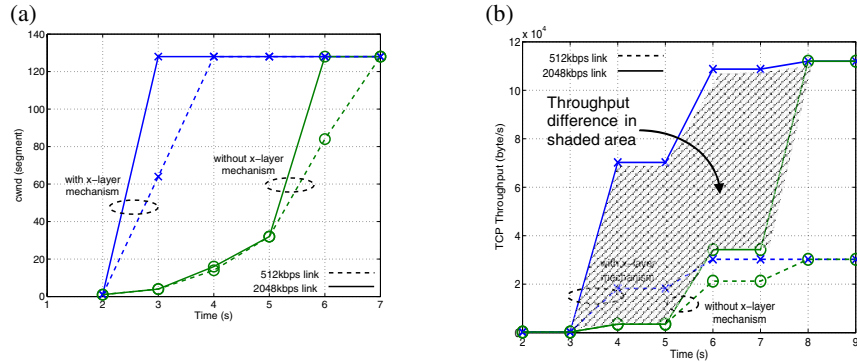 (a)
140
120
100
80
60
40
20
0
1
2
3
4
5
6
7
cwnd (segment)
Time (s)
with x-layer
mechanism
without x-layer
mechanism
512kbps link
2048kbps link
(b)
x 10⁴
12
10
8
6
4
2
0
2
3
4
5
6
7
8
9
TCP Throughput (byte/s)
Time (s)
512kbps link
2048kbps link
Throughput
difference in
shaded area
with x-layer
mechanism
without x-layer
mechanism